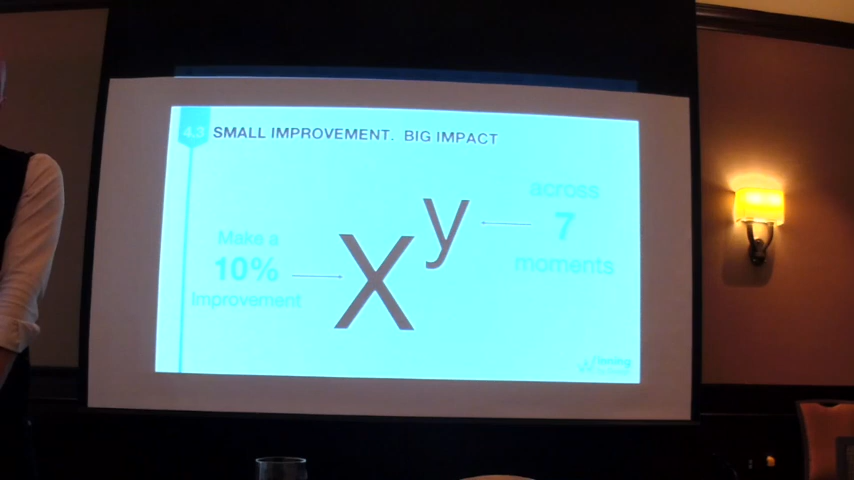 4.3 SMALL IMPROVEMENT. BIG IMPACT
Make a
10%
Improvement
x^y
across
7
moments